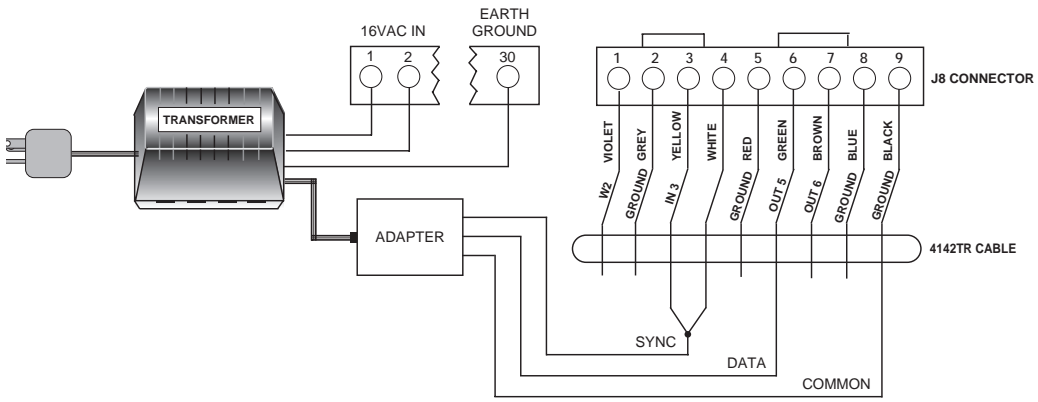 16VAC IN
EARTH
GROUND
1 2 30
1 2 3 4 5 6 7 8 9
J8 CONNECTOR
TRANSFORMER
VIOLET
GREY
YELLOW
WHITE
RED
GREEN
BROWN
BLUE
BLACK
W2
GROUND
IN 3
GROUND
OUT 5
OUT 6
GROUND
GROUND
ADAPTER
4142TR CABLE
SYNC
DATA
COMMON